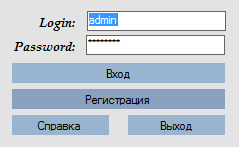 Login: admin
Password: ********
Вход
Регистрация
Справка Выход